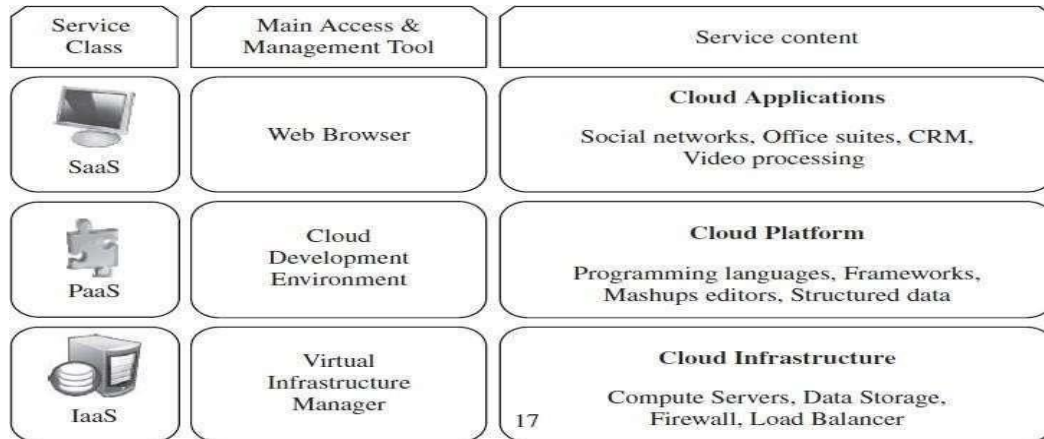 Service
Class
Main Access &
Management Tool
Service content
SaaS
Web Browser
Cloud Applications
Social networks, Office suites, CRM,
Video processing
PaaS
Cloud
Development
Environment
Cloud Platform
Programming languages, Frameworks,
Mashups editors, Structured data
IaaS
Virtual
Infrastructure
Manager
Cloud Infrastructure
Compute Servers, Data Storage,
17 Firewall, Load Balancer